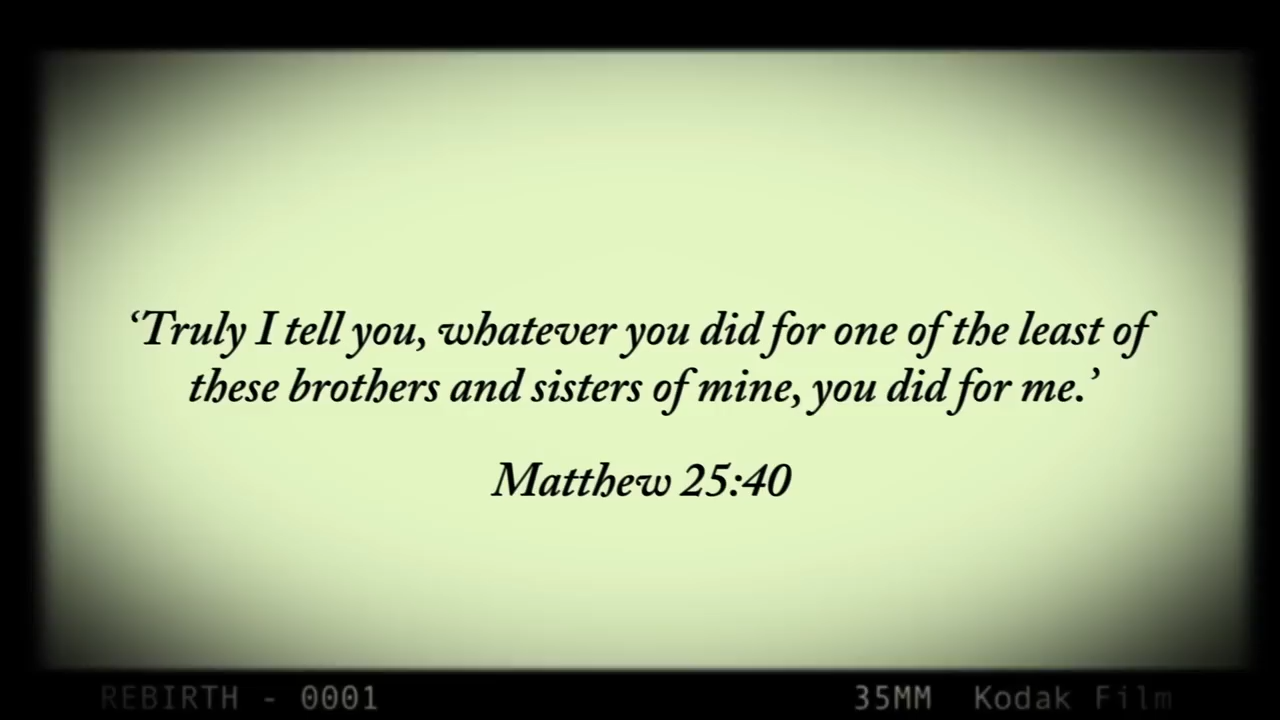 ‘Truly I tell you, whatever you did for one of the least of
these brothers and sisters of mine, you did for me.’
Matthew 25:40
REBIRTH - 0001 35MM Kodak Film